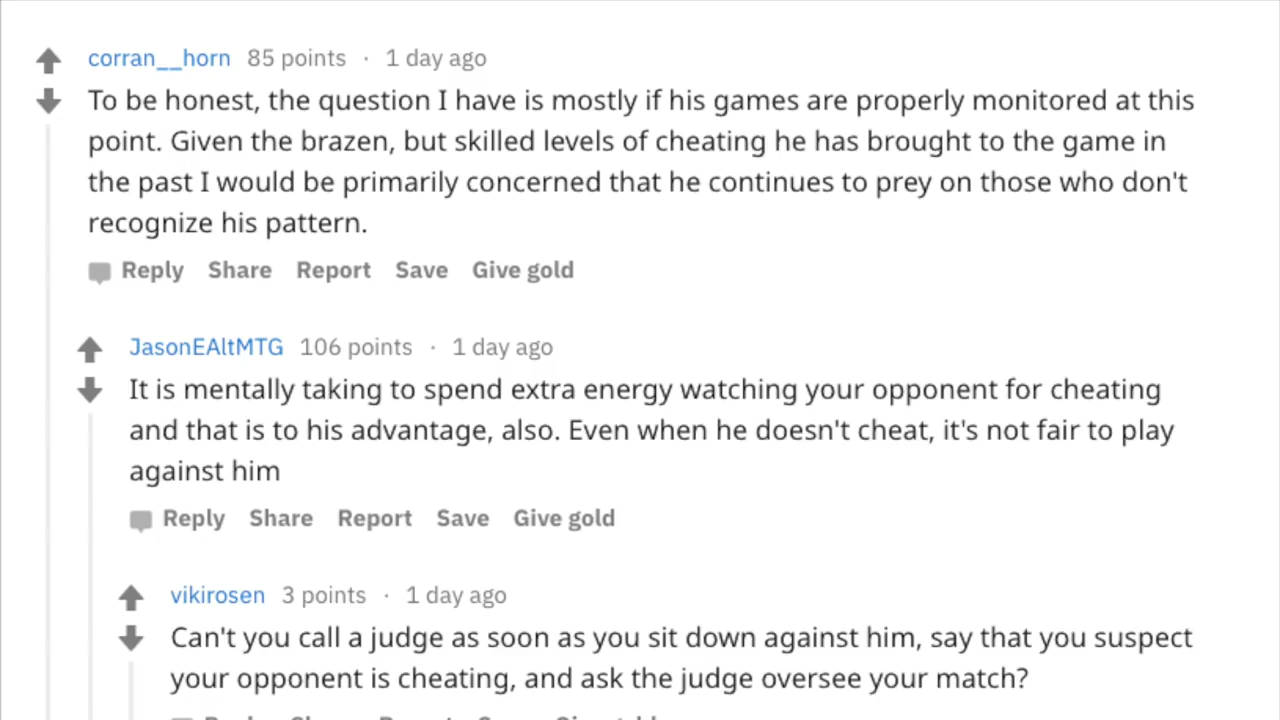 corran__horn 85 points · 1 day ago
To be honest, the question I have is mostly if his games are properly monitored at this
point. Given the brazen, but skilled levels of cheating he has brought to the game in
the past I would be primarily concerned that he continues to prey on those who don't
recognize his pattern.
Reply Share Report Save Give gold
JasonEAltMTG 106 points · 1 day ago
It is mentally taking to spend extra energy watching your opponent for cheating
and that is to his advantage, also. Even when he doesn't cheat, it's not fair to play
against him
Reply Share Report Save Give gold
vikirosen 3 points · 1 day ago
Can't you call a judge as soon as you sit down against him, say that you suspect
your opponent is cheating, and ask the judge oversee your match?